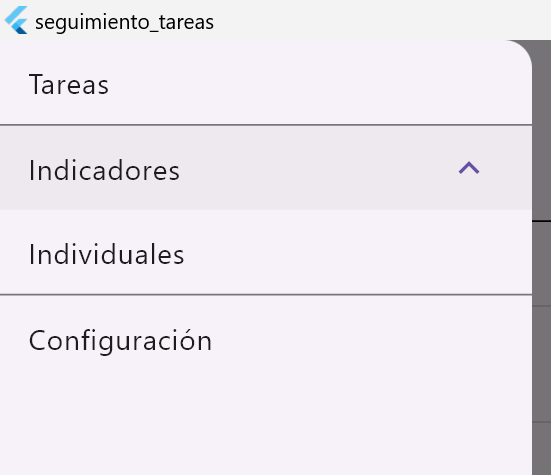 seguimiento_tareas
Tareas
Indicadores
Individuales
Configuración